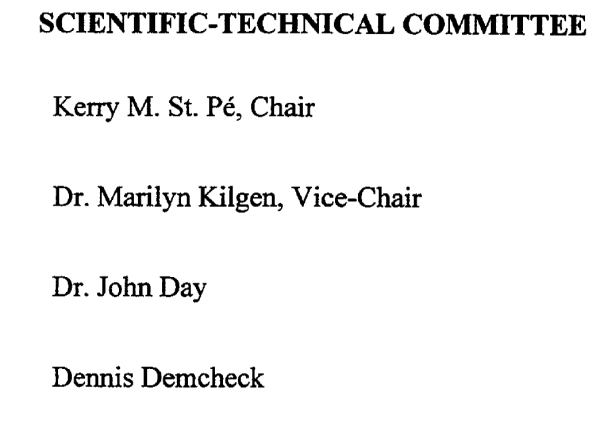 SCIENTIFIC-TECHNICAL COMMITTEE
Kerry M. St. Pé, Chair
Dr. Marilyn Kilgen, Vice-Chair
Dr. John Day
Dennis Demcheck